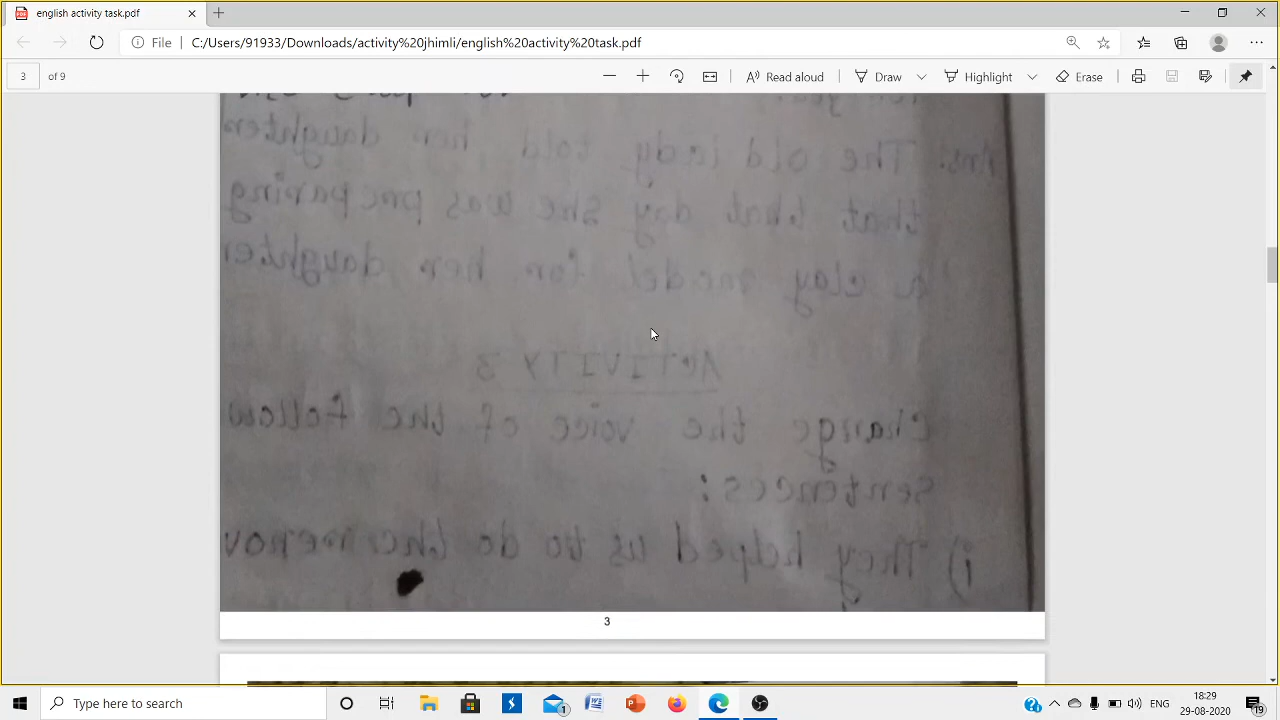 english activity task.pdf
File
C:/Users/91933/Downloads/activity%20jhimli/english%20activity%20task.pdf
3 of 9
Read aloud
Draw
Highlight
Erase
Ans. The old lady told her daughter
that that day she was preparing
a clay model for her daughter
ACTIVITY 3
Change the voice of the follow
sentences:
i) They helped us to do the
3
Type here to search
1
ENG
18:29
29-08-2020
19